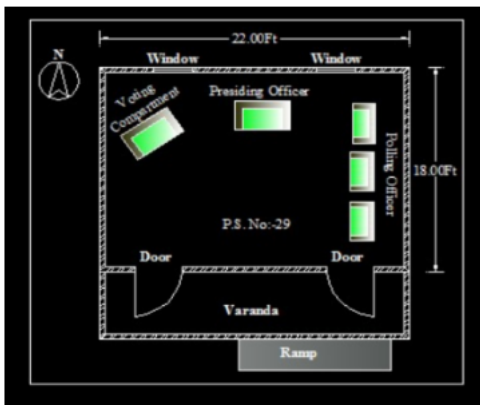 22.00Ft
N
Window
Window
Voting
Compartment
Presiding Officer
Polling Officer
18.00Ft
P.S. No:-29
Door
Door
Varanda
Ramp